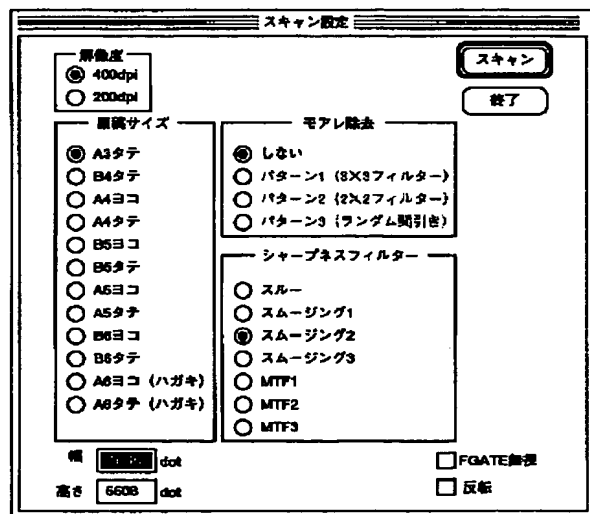 スキャン設定
解像度
400dpi
200dpi
スキャン
終了
原稿サイズ
A3タテ
B4タテ
A4ヨコ
A4タテ
B5ヨコ
B5タテ
A5ヨコ
A5タテ
B6ヨコ
B6タテ
A6ヨコ (ハガキ)
A6タテ (ハガキ)
モアレ除去
しない
パターン1 (3×3フィルター)
パターン2 (2×2フィルター)
パターン3 (ランダム間引き)
シャープネスフィルター
スルー
スムージング1
スムージング2
スムージング3
MTF1
MTF2
MTF3
幅 dot
高さ 6608 dot
FGATE無視
反転